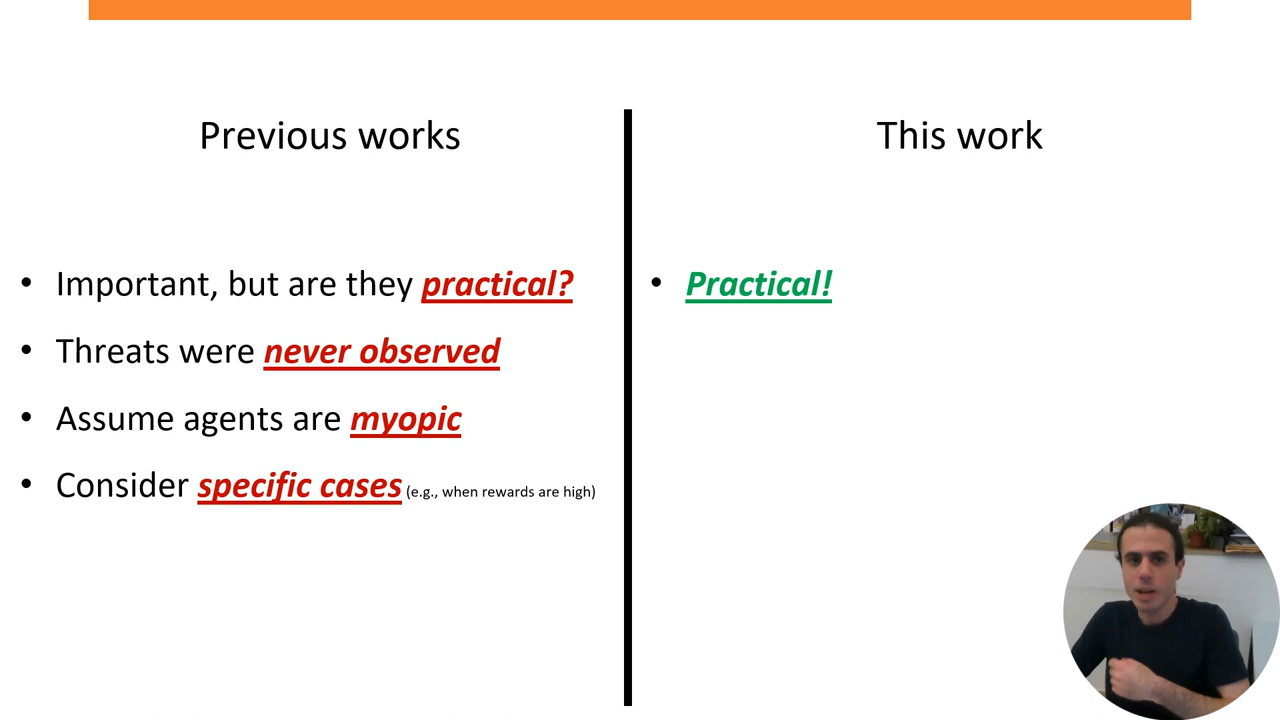 Previous works
• Important, but are they practical?
• Threats were never observed
• Assume agents are myopic
• Consider specific cases (e.g., when rewards are high)
This work
• Practical!